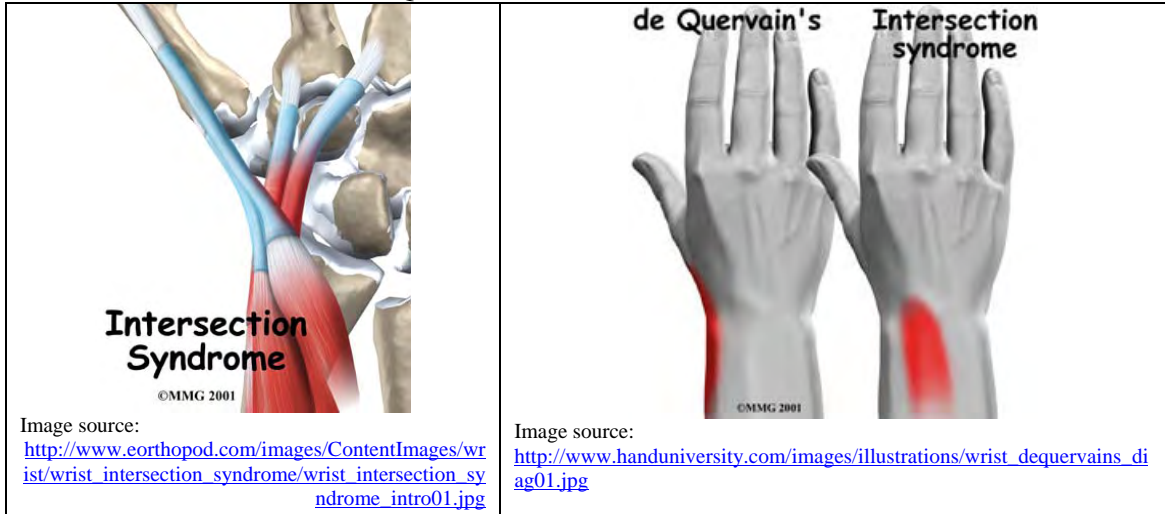 Intersection
Syndrome
©MMG 2001
Image source:
http://www.eorthopod.com/images/ContentImages/wr
ist/wrist_intersection_syndrome/wrist_intersection_sy
ndrome_intro01.jpg
de Quervain's
Intersection
syndrome
©MMG 2001
Image source:
http://www.handuniversity.com/images/illustrations/wrist_dequervains_di
ag01.jpg